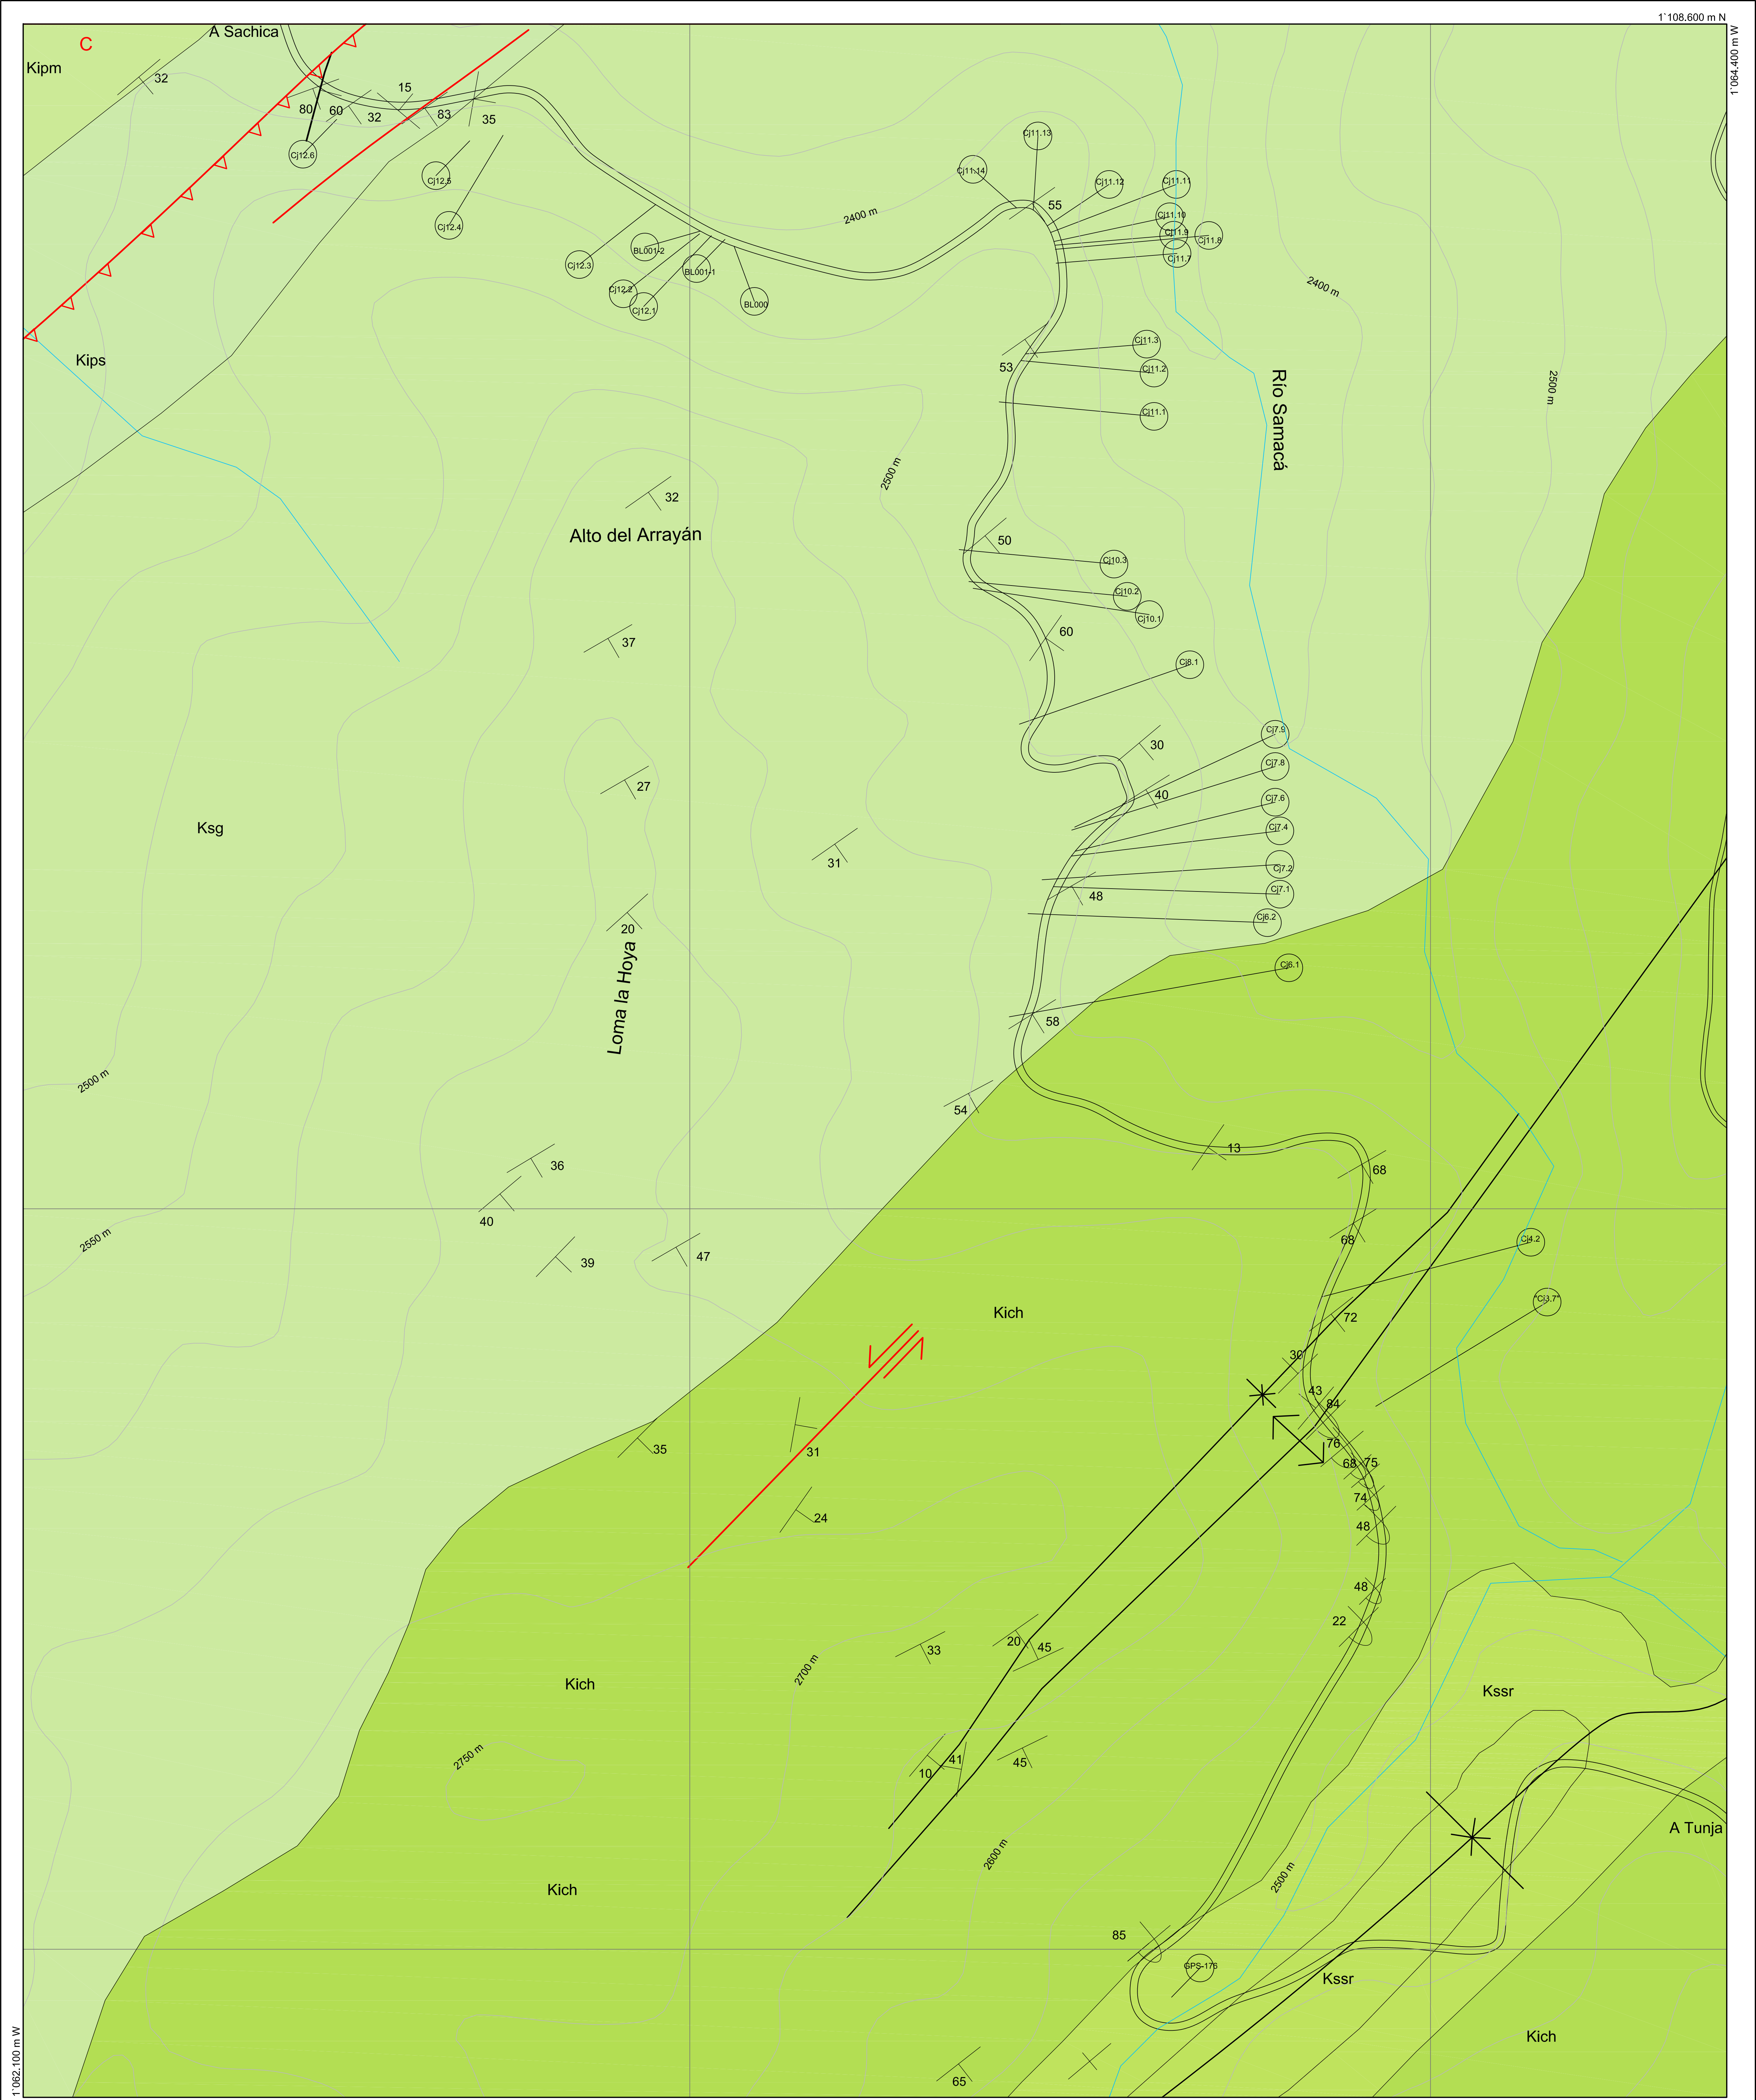 1`108.600 m N
1`064.400 m W
C
A Sachica
Kipm
32
80
60
32
15
83
35
Cj12.6
Cj12.5
Cj12.4
Cj12.3
BL001-2
BL001-1
Cj12.2
Cj12.1
BL000
2400 m
Cj11.14
Cj11.13
55
Cj11.12
Cj11.11
Cj11.10
Cj11.9
Cj11.8
Cj11.7
2400 m
Kips
53
Cj11.3
Cj11.2
Cj11.1
Río Samacá
2500 m
2500 m
32
Alto del Arrayán
50
Cj10.3
Cj10.2
Cj10.1
37
60
Cj8.1
Cj7.9
30
Cj7.8
27
40
Cj7.6
Ksg
Cj7.4
31
Cj7.2
48
Cj7.1
Cj6.2
20
Loma la Hoya
Cj6.1
58
2500 m
54
13
36
68
40
2550 m
68
Cj4.2
39
47
"Cj3.7"
Kich
72
30
43
84
76
35
31
68
75
74
24
48
48
22
33
20
45
Kich
2700 m
Kssr
2750 m
10
41
45
A Tunja
2600 m
2500 m
Kich
85
GPS-176
Kssr
Kich
65
1`062.100 m W